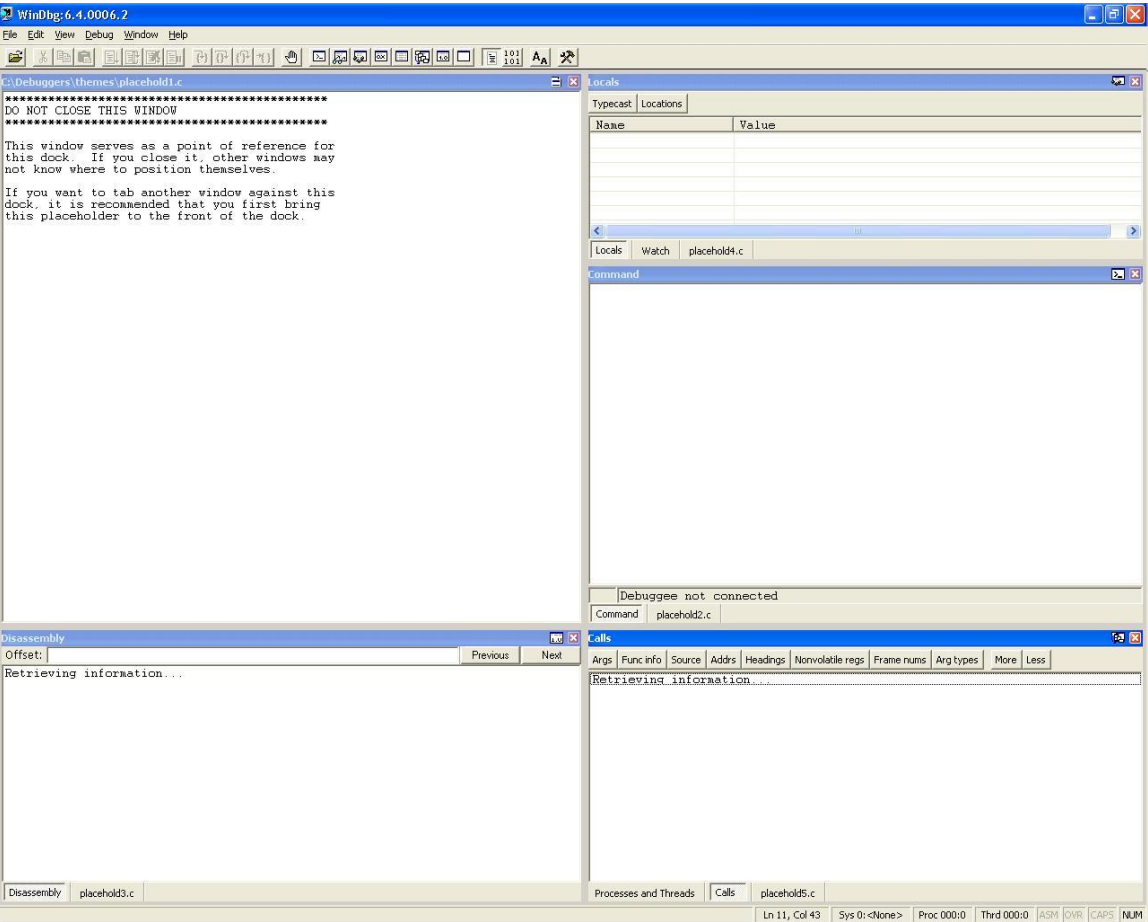 WinDbg:6.4.0006.2
File Edit View Debug Window Help
101
101
AA
C:\Debuggers\themes\placehold1.c
********************************************
DO NOT CLOSE THIS WINDOW
********************************************
This window serves as a point of reference for
this dock.  If you close it, other windows may
not know where to position themselves.
If you want to tab another window against this
dock, it is recommended that you first bring
this placeholder to the front of the dock.
Locals
Typecast Locations
Name Value
Locals Watch placehold4.c
Command
Debuggee not connected
Command placehold2.c
Disassembly
Offset: Previous Next
Retrieving information...
Disassembly placehold3.c
Calls
Args Func info Source Addrs Headings Nonvolatile regs Frame nums Arg types More Less
Retrieving information...
Processes and Threads Calls placehold5.c
Ln 11, Col 43 Sys 0:<None> Proc 000:0 Thrd 000:0 ASM OVR CAPS NUM